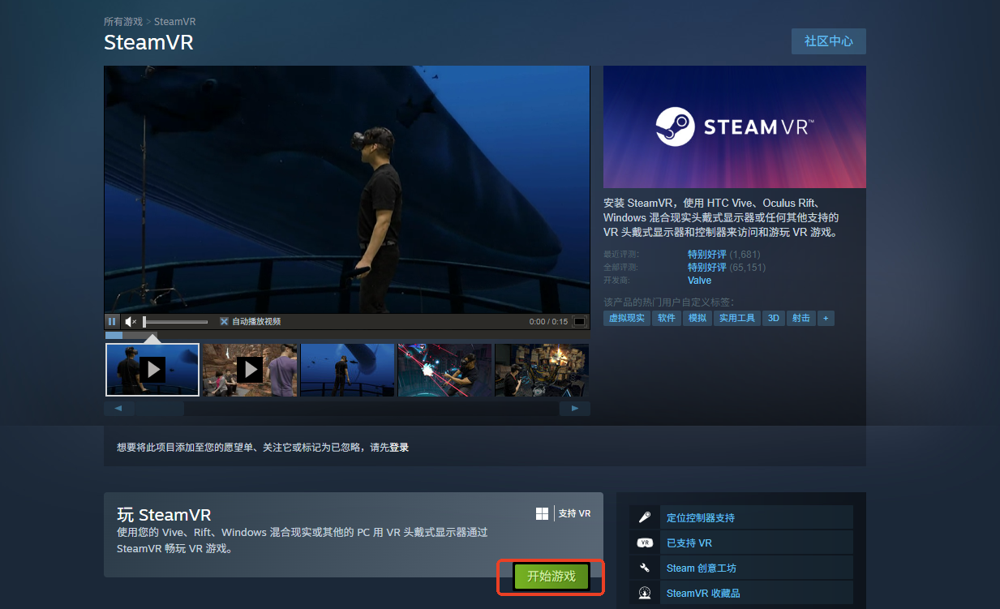 所有游戏 > SteamVR
SteamVR
社区中心
STEAM VR™
安装 SteamVR，使用 HTC Vive、Oculus Rift、
Windows 混合现实头戴式显示器或任何其他支持的
VR 头戴式显示器和控制器来访问和游玩 VR 游戏。
最近评测：
特别好评 (1,681)
全部评测：
特别好评 (65,151)
开发商：
Valve
该产品的热门用户自定义标签：
虚拟现实 软件 模拟 实用工具 3D 射击 +
自动播放视频
0:00 / 0:15
想要将此项目添加至您的愿望单、关注它或标记为已忽略，请先登录
玩 SteamVR
支持 VR
使用您的 Vive、Rift、Windows 混合现实或其他的 PC 用 VR 头戴式显示器通过
SteamVR 畅玩 VR 游戏。
开始游戏
定位控制器支持
VR
已支持 VR
Steam 创意工坊
SteamVR 收藏品